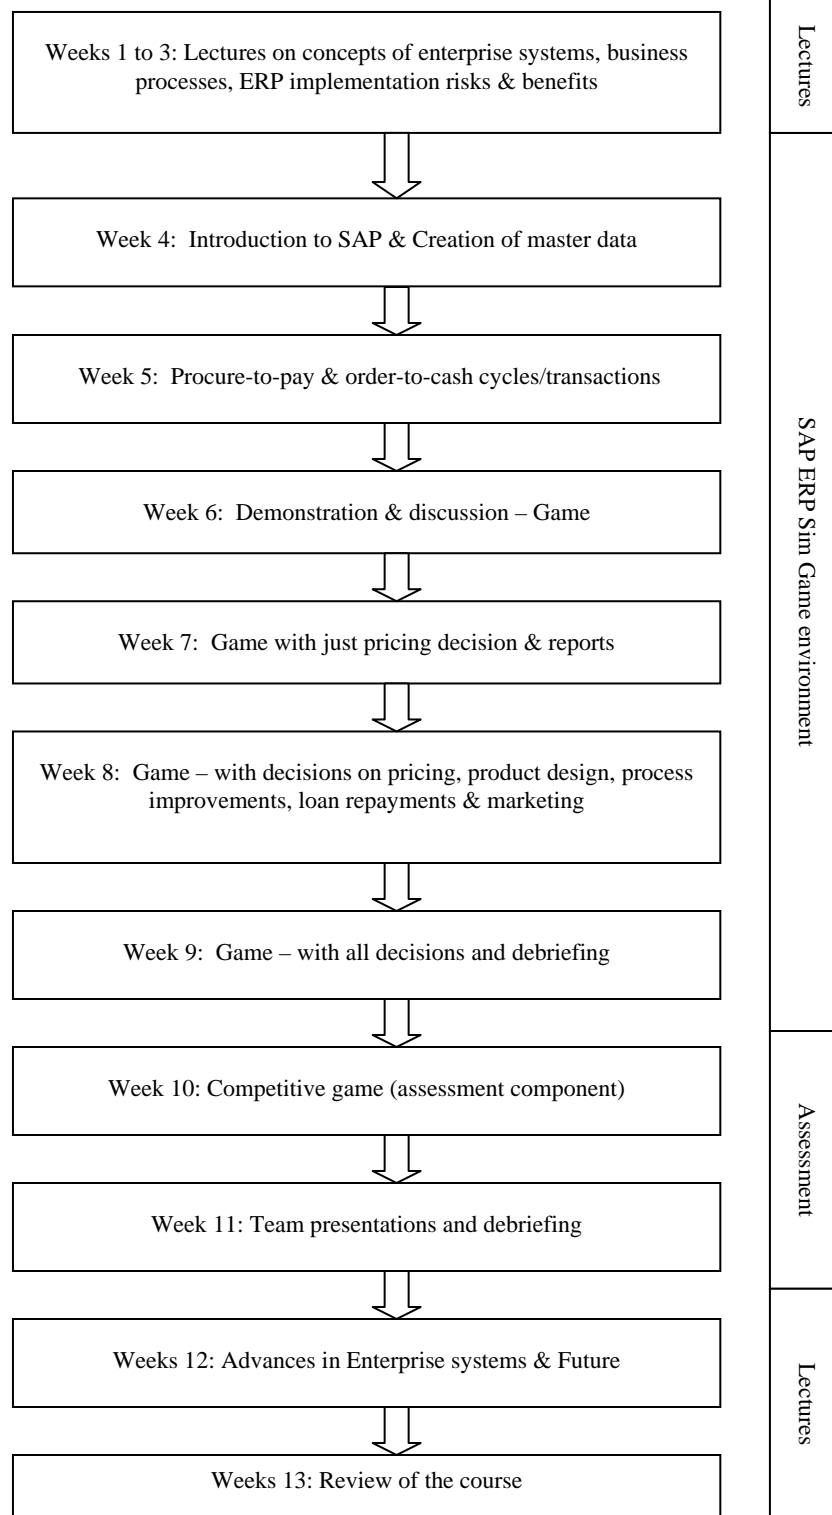 Weeks 1 to 3: Lectures on concepts of enterprise systems, business
processes, ERP implementation risks & benefits
Lectures
Week 4: Introduction to SAP & Creation of master data
Week 5: Procure-to-pay & order-to-cash cycles/transactions
Week 6: Demonstration & discussion – Game
Week 7: Game with just pricing decision & reports
SAP ERP Sim Game environment
Week 8: Game – with decisions on pricing, product design, process
improvements, loan repayments & marketing
Week 9: Game – with all decisions and debriefing
Week 10: Competitive game (assessment component)
Assessment
Week 11: Team presentations and debriefing
Weeks 12: Advances in Enterprise systems & Future
Lectures
Weeks 13: Review of the course